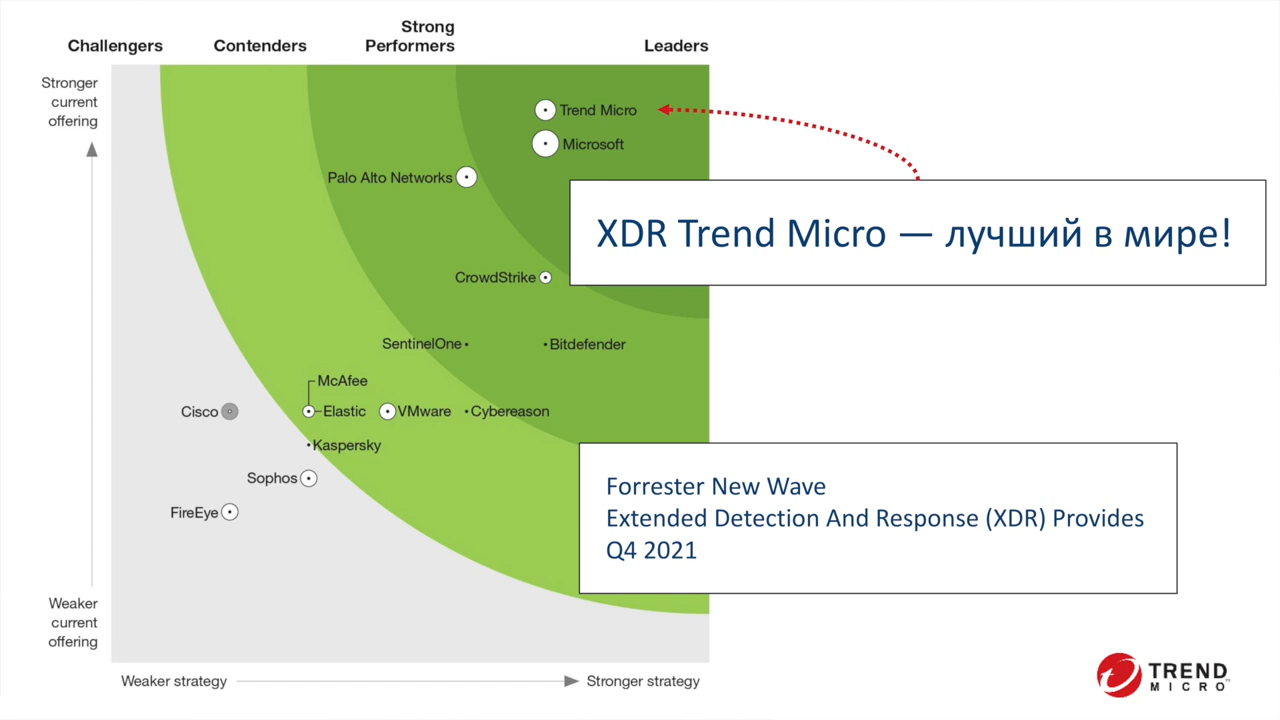 Challengers
Contenders
Strong
Performers
Leaders
Stronger
current
offering
Trend Micro
Microsoft
Palo Alto Networks
XDR Trend Micro — лучший в мире!
CrowdStrike
SentinelOne
Bitdefender
McAfee
Cisco
Elastic
VMware
Cybereason
Kaspersky
Sophos
FireEye
Forrester New Wave
Extended Detection And Response (XDR) Provides
Q4 2021
Weaker
current
offering
Weaker strategy
Stronger strategy
TREND
MICRO